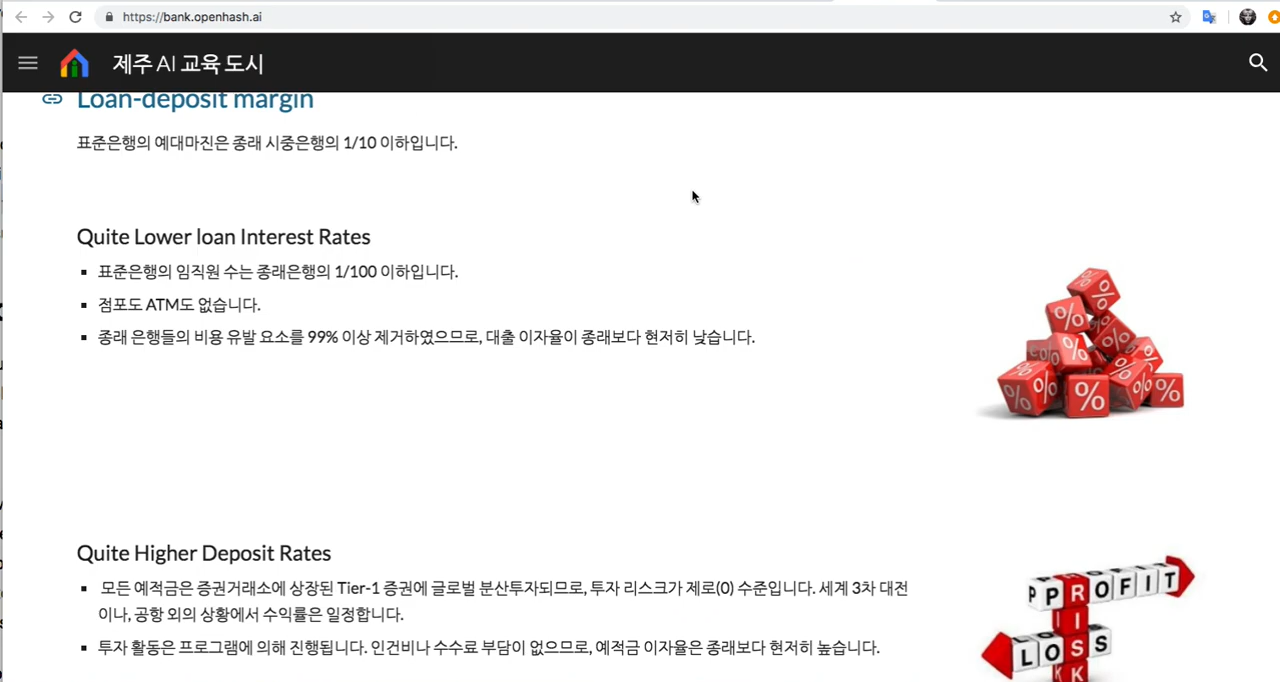 https://bank.openhash.ai
제주 AI 교육 도시
Loan-deposit margin
표준은행의 예대마진은 종래 시중은행의 1/10 이하입니다.
Quite Lower loan Interest Rates
표준은행의 임직원 수는 종래은행의 1/100 이하입니다.
점포도 ATM도 없습니다.
종래 은행들의 비용 유발 요소를 99% 이상 제거하였으므로, 대출 이자율이 종래보다 현저히 낮습니다.
Quite Higher Deposit Rates
모든 예적금은 증권거래소에 상장된 Tier-1 증권에 글로벌 분산투자되므로, 투자 리스크가 제로(0) 수준입니다. 세계 3차 대전
이나, 공항 외의 상황에서 수익률은 일정합니다.
투자 활동은 프로그램에 의해 진행됩니다. 인건비나 수수료 부담이 없으므로, 예적금 이자율은 종래보다 현저히 높습니다.
PROFIT
LOSS
RISK